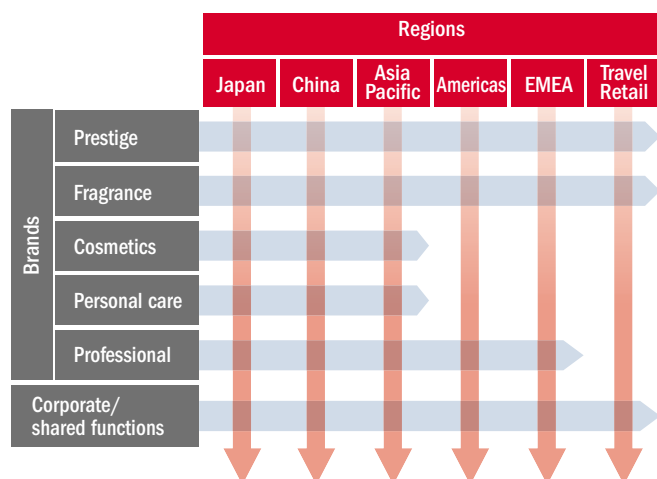 Regions
Japan
China
Asia
Pacific
Americas
EMEA
Travel
Retail
Brands
Prestige
Fragrance
Cosmetics
Personal care
Professional
Corporate/
shared functions